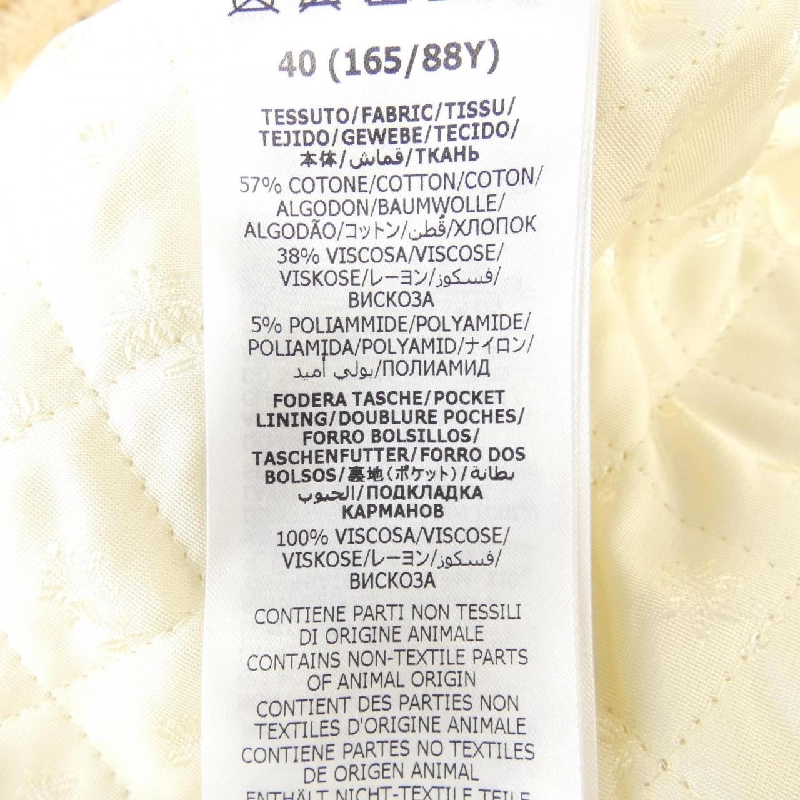 40 (165/88Y)
TESSUTO/FABRIC/TISSU/
TEJIDO/GEWEBE/TECIDO/
本体/قماش/ТКАНЬ
57% COTONE/COTTON/COTON/
ALGODON/BAUMWOLLE/
ALGODÃO/コットン/قُطن/ХЛОПОК
38% VISCOSA/VISCOSE/
VISKOSE/レーヨン/فسكوز/
ВИСКОЗА
5% POLIAMMIDE/POLYAMIDE/
POLIAMIDA/POLYAMID/ナイロン/
بولي أميد/ПОЛИАМИД
FODERA TASCHE/POCKET
LINING/DOUBLURE POCHES/
FORRO BOLSILLOS/
TASCHENFUTTER/FORRO DOS
BOLSOS/裏地(ポケット)/بطانة
الجيوب/ПОДКЛАДКА
КАРМАНОВ
100% VISCOSA/VISCOSE/
VISKOSE/レーヨン/فسكوز/
ВИСКОЗА
CONTIENE PARTI NON TESSILI
DI ORIGINE ANIMALE
CONTAINS NON-TEXTILE PARTS
OF ANIMAL ORIGIN
CONTIENT DES PARTIES NON
TEXTILES D'ORIGINE ANIMALE
CONTIENE PARTES NO TEXTILES
DE ORIGEN ANIMAL
ENTHÄLT NICHT-TEXTILE TEILE